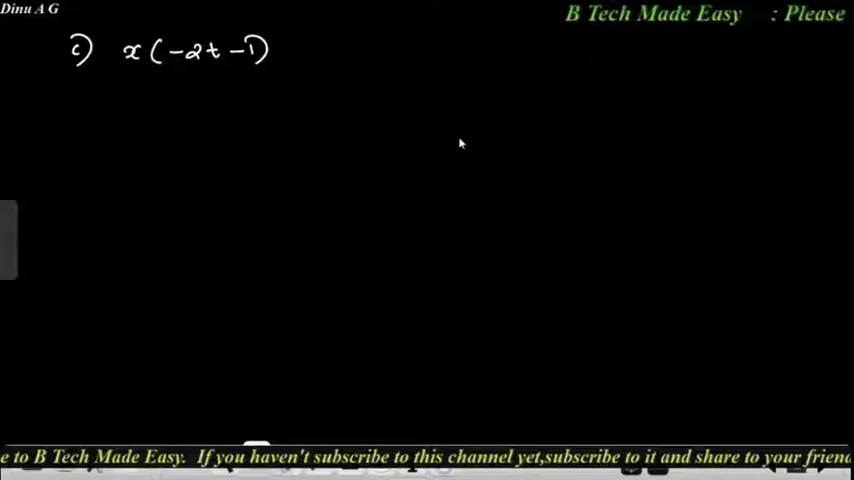 Dinu A G
B Tech Made Easy : Please
c) x(-2t-1)
e to B Tech Made Easy. If you haven't subscribe to this channel yet,subscribe to it and share to your friend